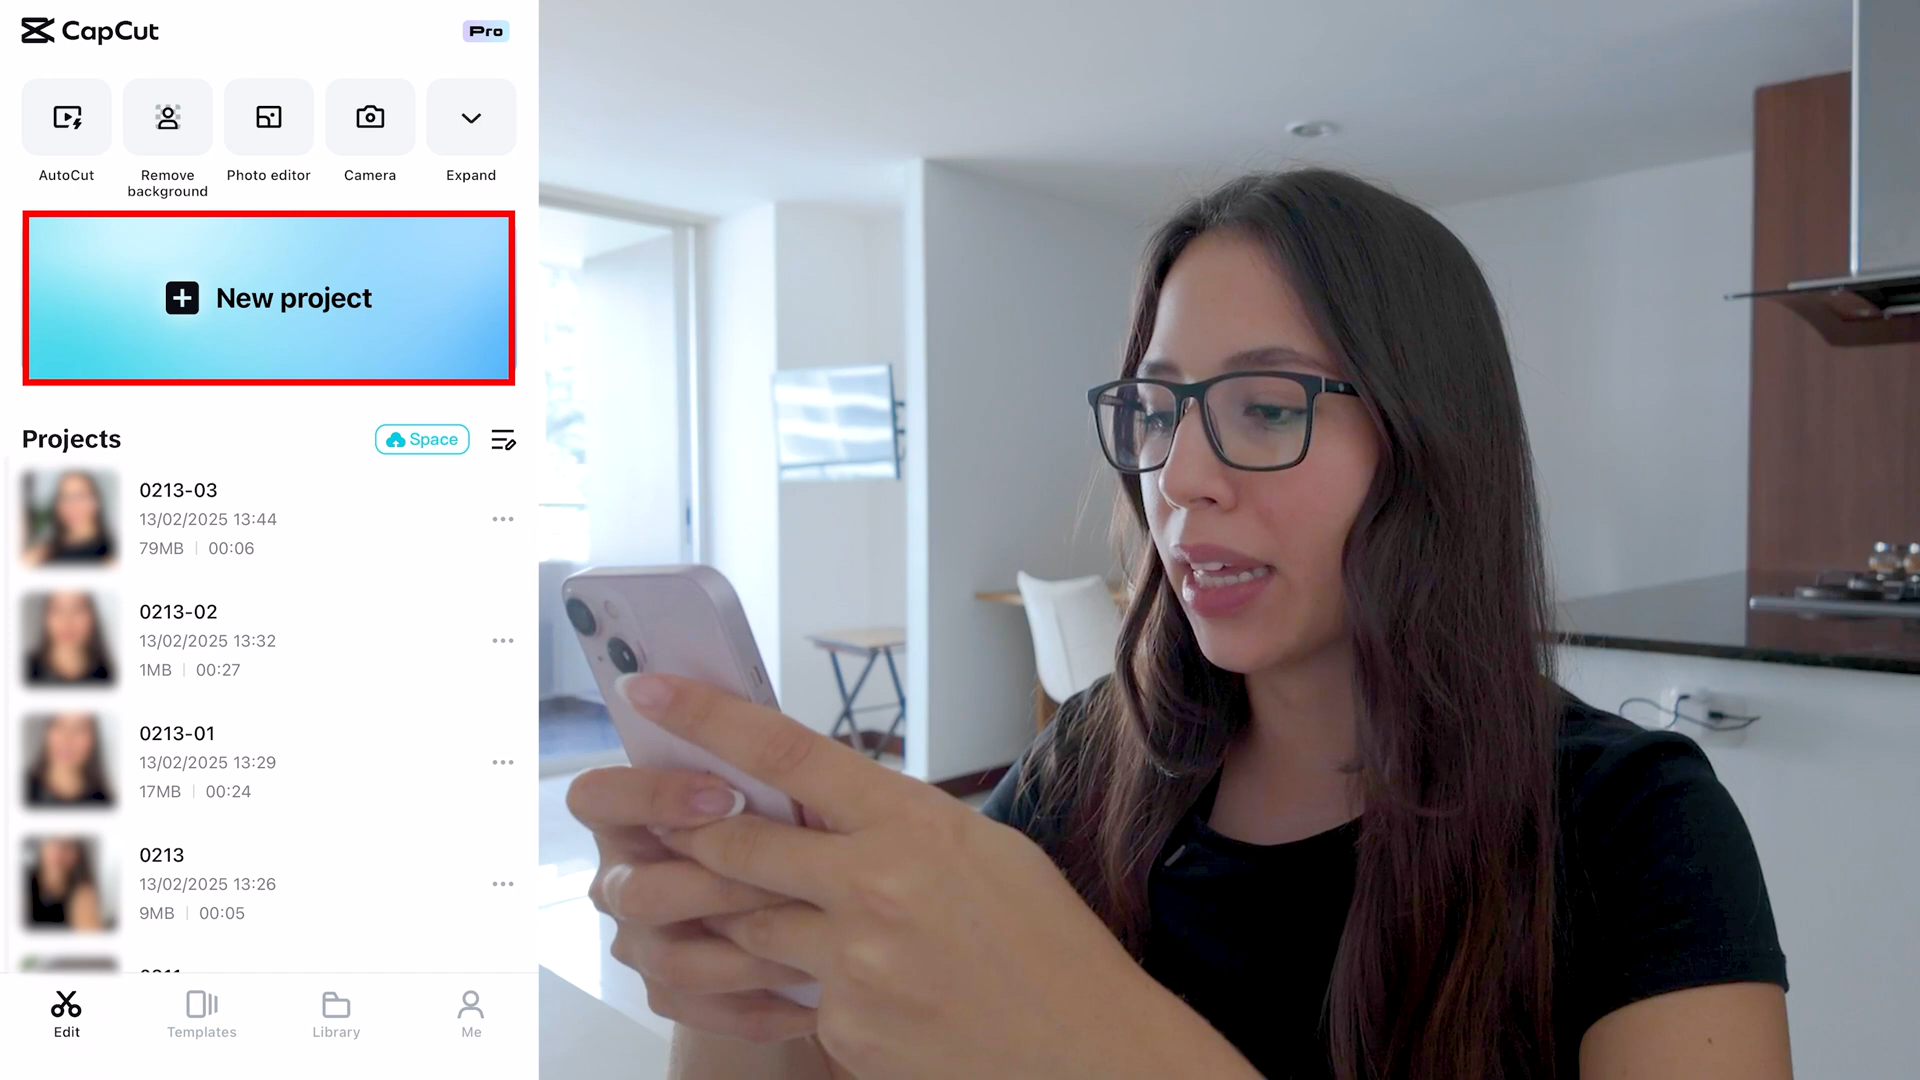 CapCut
Pro
AutoCut
Remove
background
Photo editor
Camera
Expand
New project
Projects
Space
0213-03
13/02/2025 13:44
79MB | 00:06
0213-02
13/02/2025 13:32
1MB | 00:27
0213-01
13/02/2025 13:29
17MB | 00:24
0213
13/02/2025 13:26
9MB | 00:05
Edit
Templates
Library
Me